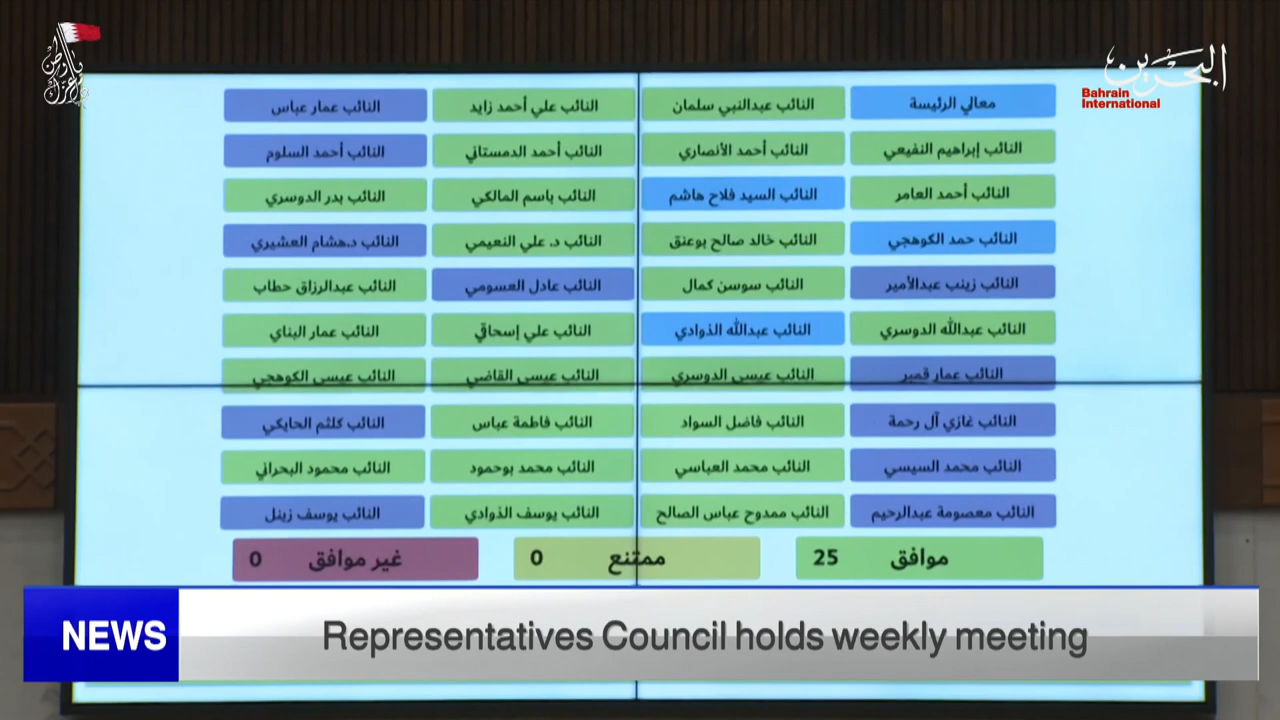 يا وطن
البحرين
Bahrain
International
معالي الرئيسة النائب عبدالنبي سلمان النائب علي أحمد زايد النائب عمار عباس
النائب إبراهيم النفيعي النائب أحمد الأنصاري النائب أحمد الدمستاني النائب أحمد السلوم
النائب أحمد العامر النائب السيد فلاح هاشم النائب باسم المالكي النائب بدر الدوسري
النائب حمد الكوهجي النائب خالد صالح بوعنق النائب د. علي النعيمي النائب د.هشام العشيري
النائب زينب عبدالأمير النائب سوسن كمال النائب عادل العسومي النائب عبدالرزاق حطاب
النائب عبدالله الدوسري النائب عبدالله الذوادي النائب علي إسحاقي النائب عمار البناي
النائب عمار قمبر النائب عيسى الدوسري النائب عيسى القاضي النائب عيسى الكوهجي
النائب غازي آل رحمة النائب فاضل السواد النائب فاطمة عباس النائب كلثم الحايكي
النائب محمد السيسي النائب محمد العباسي النائب محمد بوحمود النائب محمود البحراني
النائب معصومة عبدالرحيم النائب ممدوح عباس الصالح النائب يوسف الذوادي النائب يوسف زينل
موافق 25 ممتنع 0 غير موافق 0
NEWS
Representatives Council holds weekly meeting